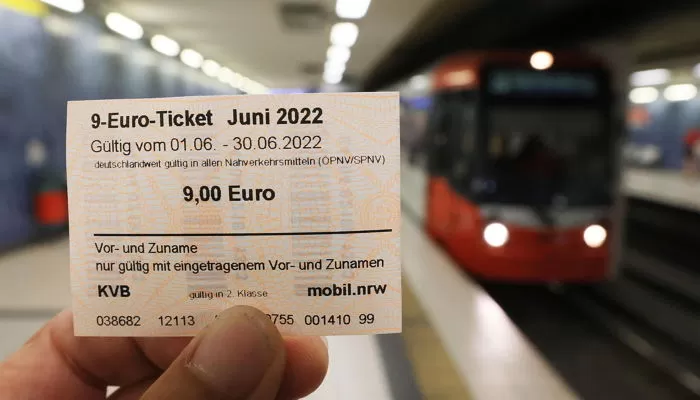 9-Euro-Ticket Juni 2022
Gültig vom 01.06. - 30.06.2022
deutschlandweit gültig in allen Nahverkehrsmitteln (ÖPNV/SPNV)
9,00 Euro
Vor- und Zuname
nur gültig mit eingetragenem Vor- und Zunamen
KVB gültig in 2. Klasse mobil.nrw
038682 12113 755 001410 99